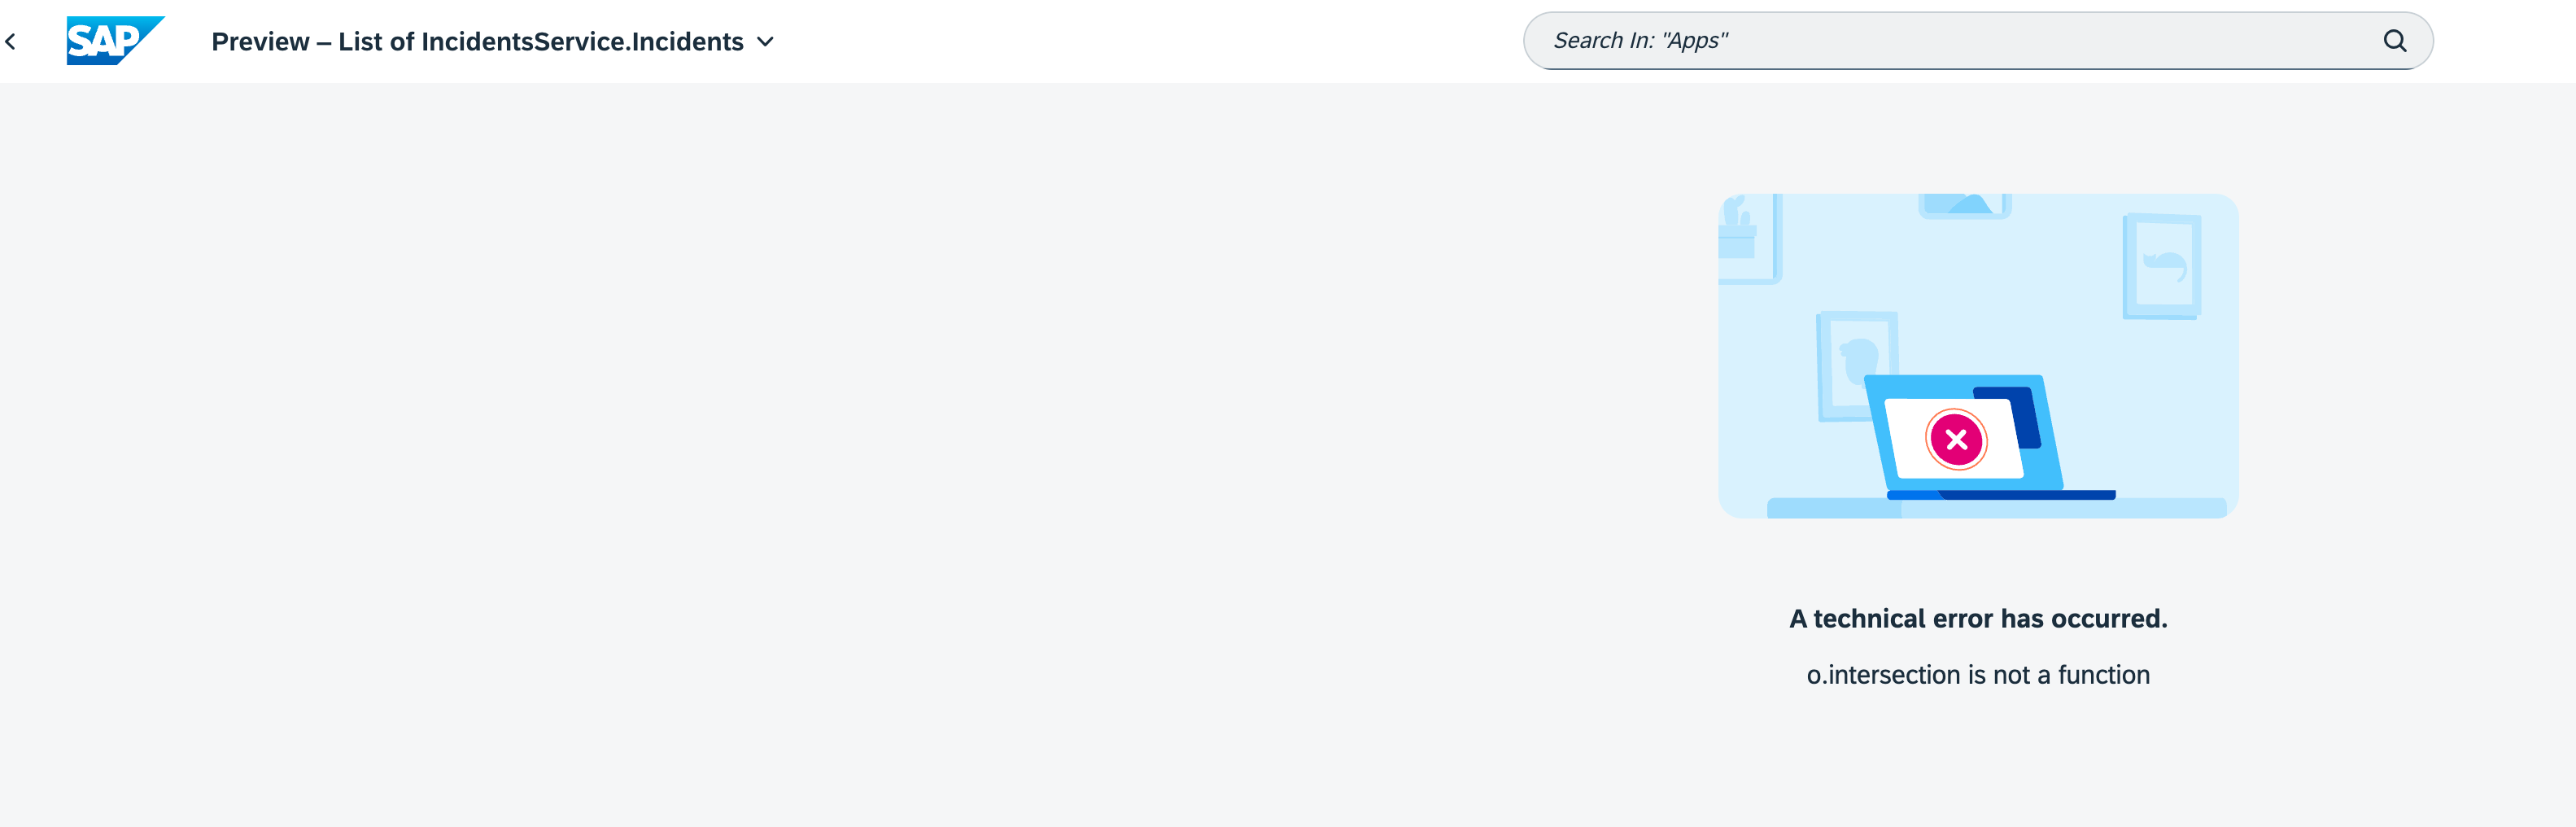 SAP
Preview – List of IncidentsService.Incidents
Search In: "Apps"
A technical error has occurred.
o.intersection is not a function